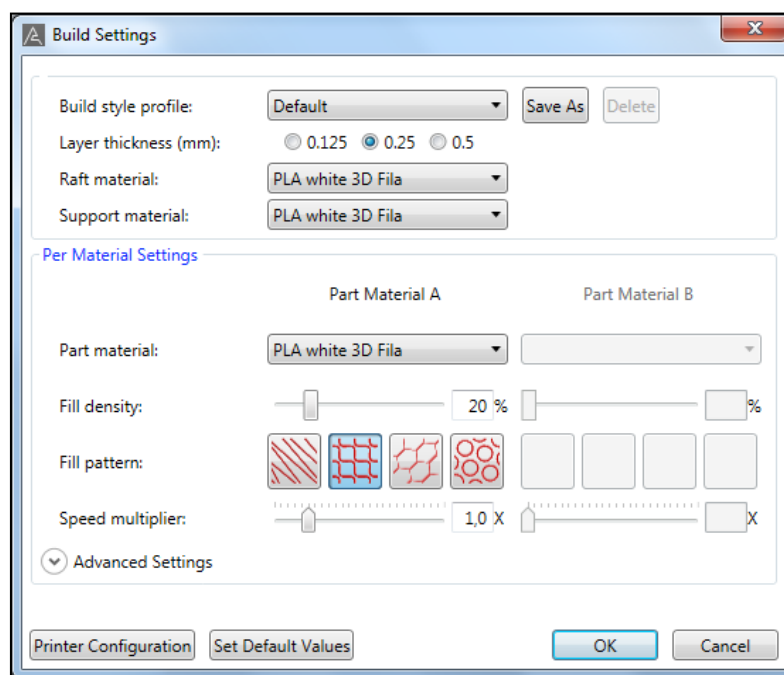 Build Settings
Build style profile: Default Save As Delete
Layer thickness (mm): 0.125 0.25 0.5
Raft material: PLA white 3D Fila
Support material: PLA white 3D Fila
Per Material Settings
Part Material A Part Material B
Part material: PLA white 3D Fila
Fill density: 20 % %
Fill pattern:
Speed multiplier: 1,0 X X
Advanced Settings
Printer Configuration Set Default Values OK Cancel